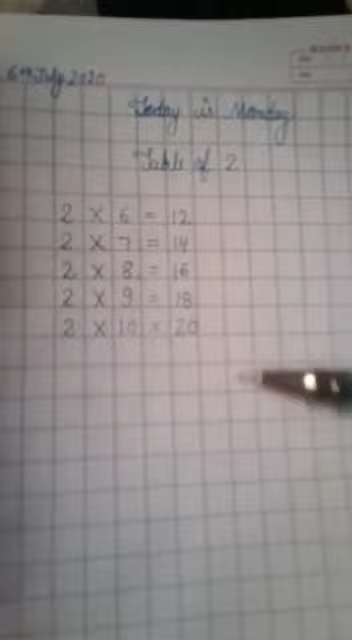 6th July 2020
Today is Monday
Table of 2
2 × 6 = 12
2 × 7 = 14
2 × 8 = 16
2 × 9 = 18
2 × 10 = 20